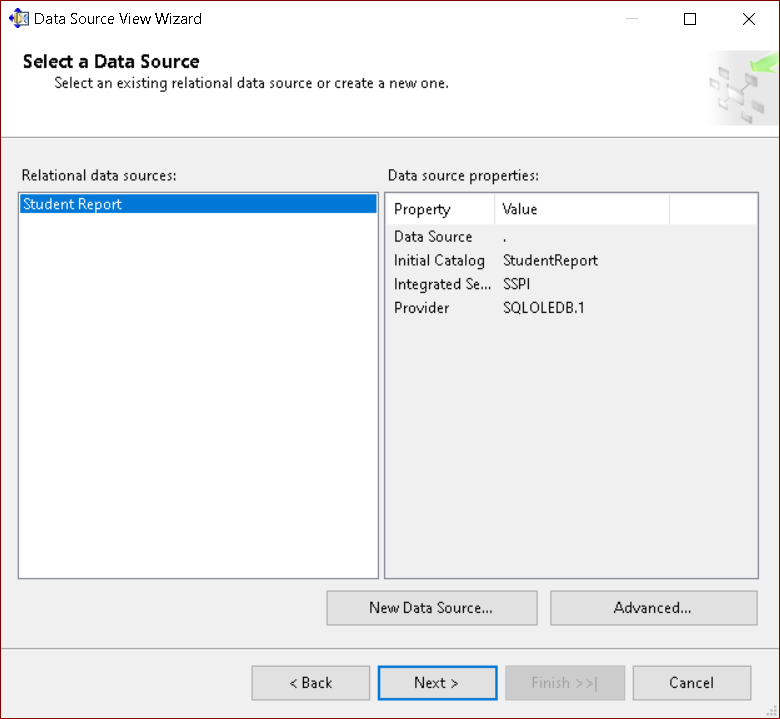 Data Source View Wizard
Select a Data Source
Select an existing relational data source or create a new one.
Relational data sources:
Student Report
Data source properties:
Property Value
Data Source .
Initial Catalog StudentReport
Integrated Se... SSPI
Provider SQLOLEDB.1
New Data Source... Advanced...
< Back Next > Finish >>| Cancel